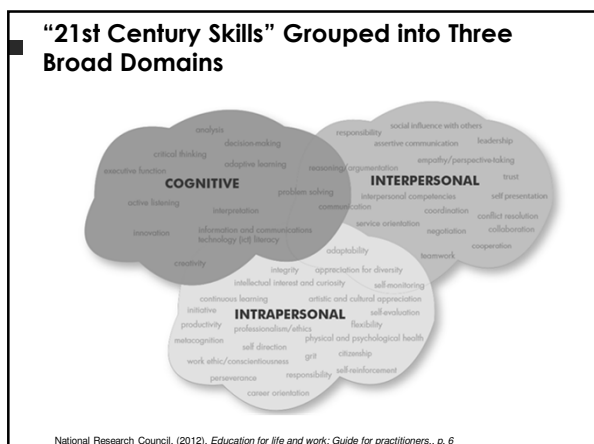 “21st Century Skills” Grouped into Three
Broad Domains
analysis
decision-making
critical thinking
adaptive learning
executive function
COGNITIVE
problem solving
active listening
interpretation
innovation
information and communications
technology (ict) literacy
creativity
social influence with others
responsibility
assertive communication
leadership
empathy/perspective-taking
reasoning/argumentation
trust
INTERPERSONAL
interpersonal competencies
self presentation
communication
coordination
conflict resolution
service orientation
negotiation
collaboration
cooperation
teamwork
adaptability
integrity
appreciation for diversity
intellectual interest and curiosity
self-monitoring
continuous learning
artistic and cultural appreciation
initiative
INTRAPERSONAL
self-evaluation
productivity
professionalism/ethics
flexibility
metacognition
physical and psychological health
self direction
grit
citizenship
work ethic/conscientiousness
responsibility
self-reinforcement
perseverance
career orientation
National Research Council. (2012). Education for life and work: Guide for practitioners., p. 6